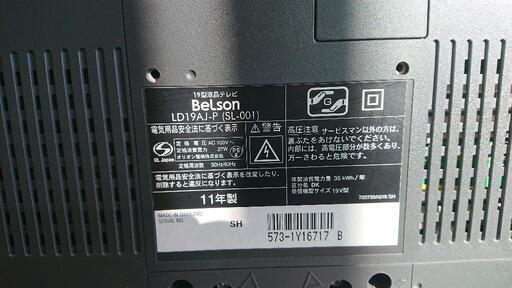 19型液晶テレビ
BeLson
LD19AJ-P (SL-001)
電気用品安全法に基づく表示
定格電圧 AC100V~
定格消費電力 27W
オリオン電機株式会社
定格周波数 50Hz/60Hz
UL Japan
PS E
電気用品安全法に基づく表示を改変したり、
削除すると違反になります。
11年製
警告
高圧注意 サービスマン以外の方は、
裏ぶたをあけないでください。
内部には、高電圧部分が数多くあり、
万一さわると危険です。
年間消費電力量 35 kWh/年
区分名 DK
受信機型サイズ 19V型
MADE IN THAILAND
SERIAL NO.
SH
573-1Y16717 B